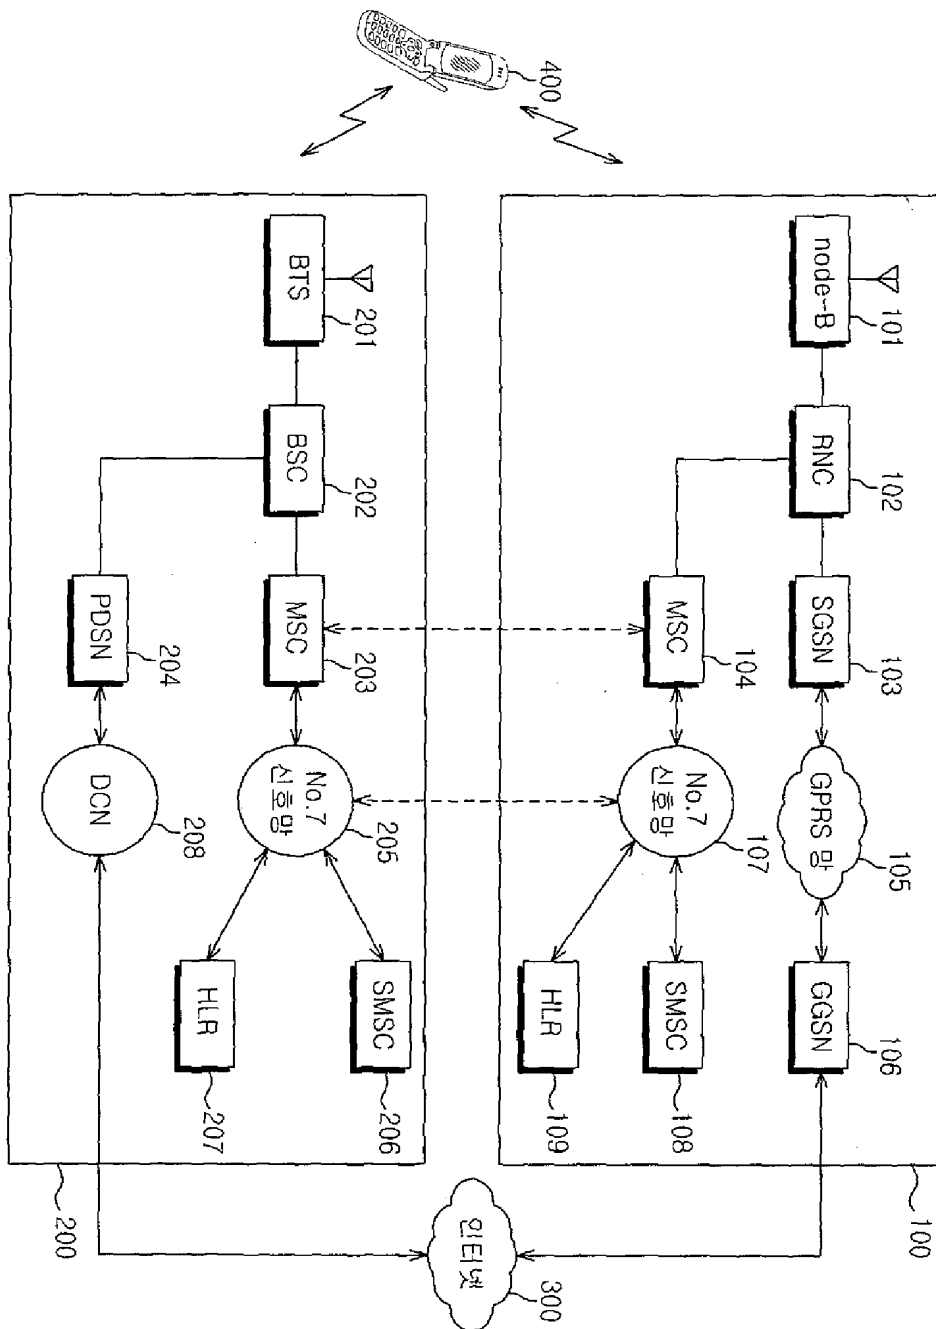 100
node-B
101
RNC
102
SGSN
103
GPRS 망
105
GGSN
106
MSC
104
No.7
신호망
107
SMSC
108
HLR
109
400
인터넷
300
BTS
201
BSC
202
MSC
203
No.7
신호망
205
SMSC
206
HLR
207
PDSN
204
DCN
208
200